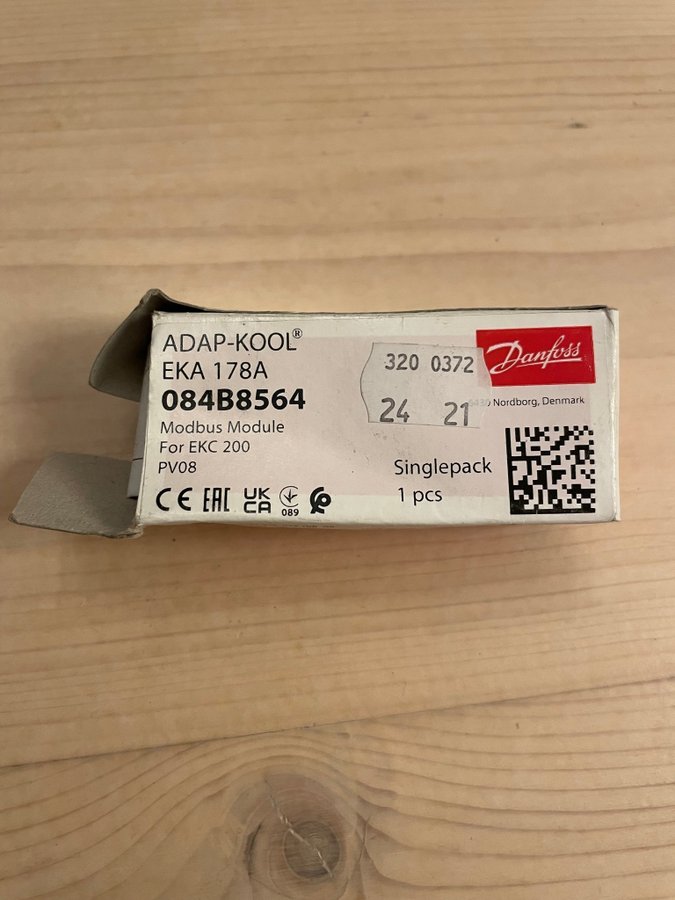 ADAP-KOOL®
EKA 178A
084B8564
Modbus Module
For EKC 200
PV08
CE EAC UK CA 089
320 0372
24 21
Danfoss
Nordborg, Denmark
Singlepack
1 pcs